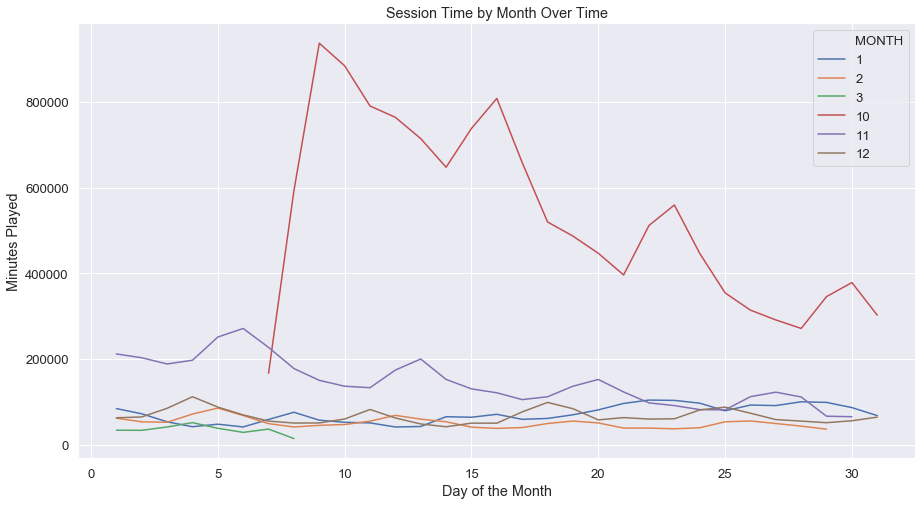 Session Time by Month Over Time
MONTH
1
2
3
10
11
12
800000
600000
400000
200000
0
Minutes Played
0 5 10 15 20 25 30
Day of the Month